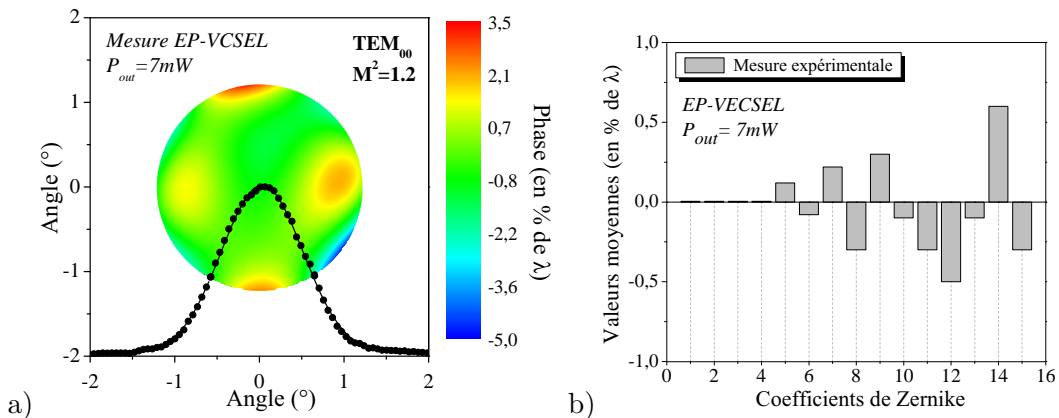 Mesure EP-VCSEL
P_out=7mW
TEM_00
M²=1.2
2
1
0
-1
-2
Angle (°)
-2
-1
0
1
2
Angle (°)
3,5
2,1
0,7
-0,8
-2,2
-3,6
-5,0
Phase (en % de λ)
a)
Mesure expérimentale
EP-VECSEL
P_out= 7mW
1,0
0,5
0,0
-0,5
-1,0
Valeurs moyennes (en % de λ)
0
2
4
6
8
10
12
14
16
Coefficients de Zernike
b)